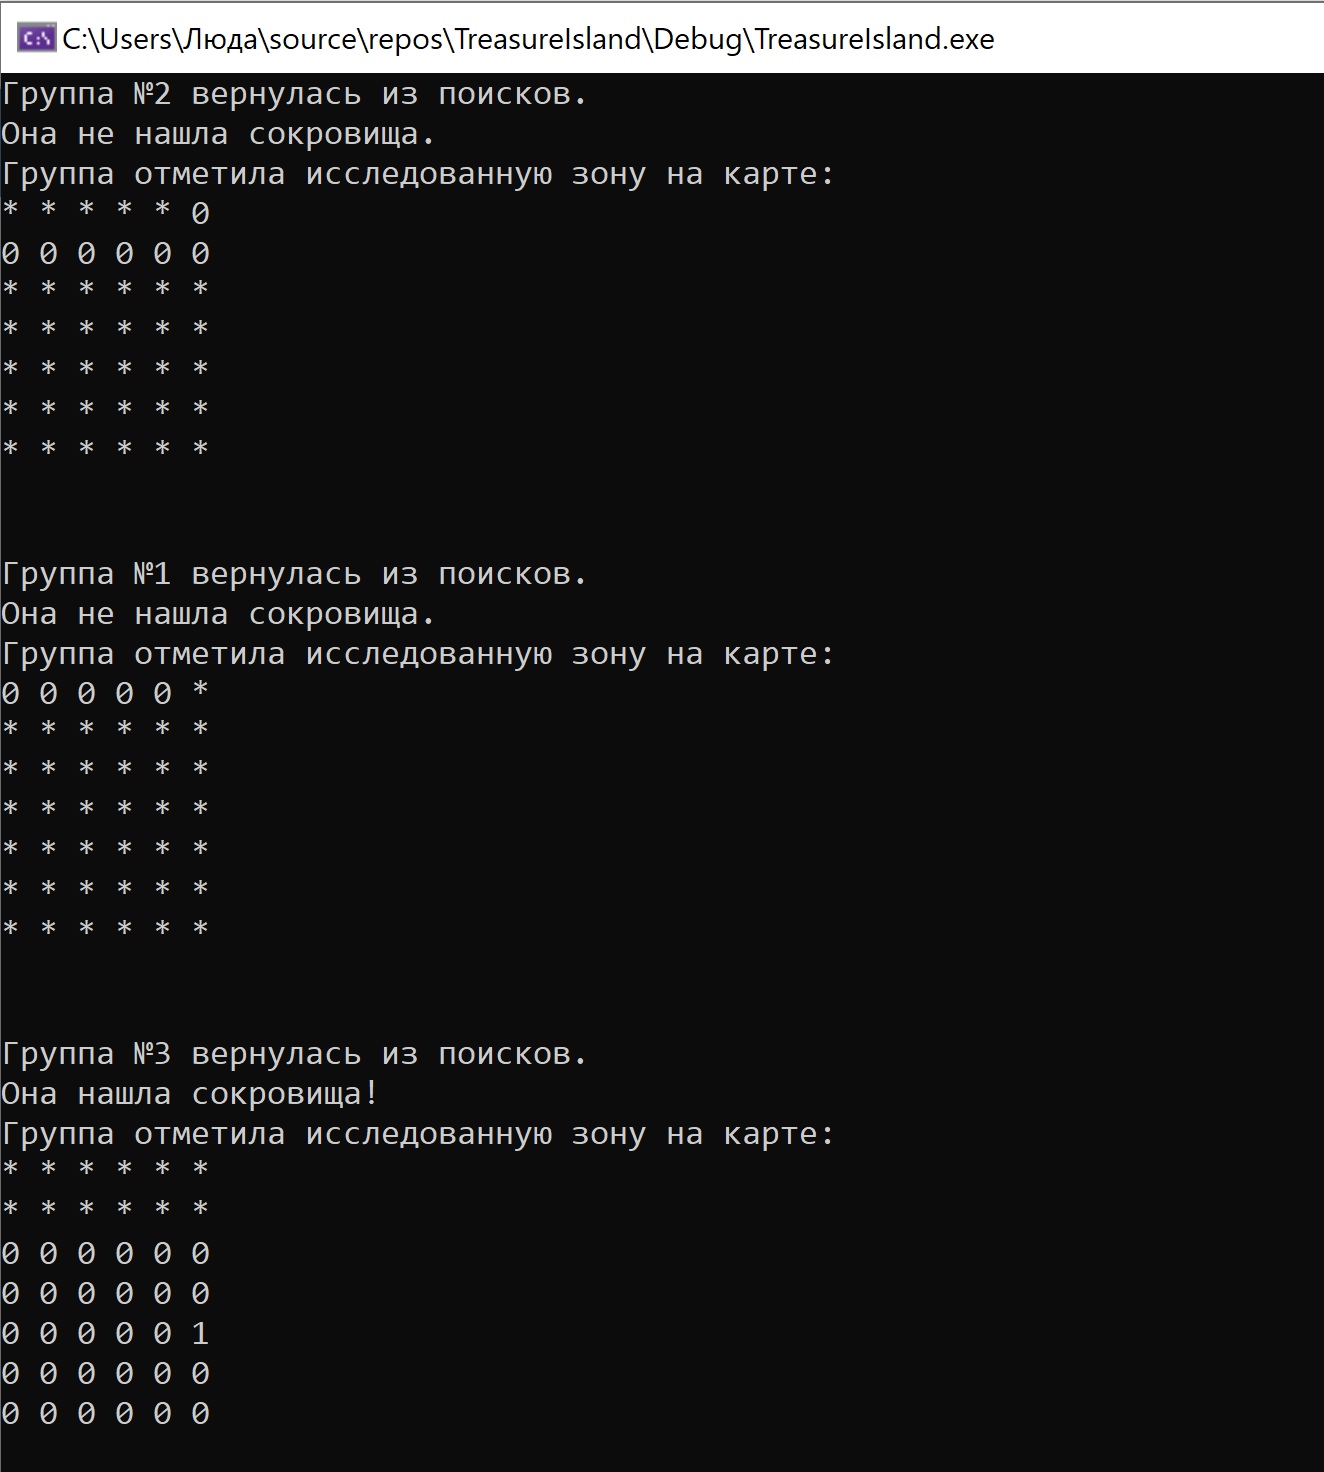 C:\Users\Люда\source\repos\TreasureIsland\Debug\TreasureIsland.exe
Группа №2 вернулась из поисков.
Она не нашла сокровища.
Группа отметила исследованную зону на карте:
* * * * * 0
0 0 0 0 0 0
* * * * * *
* * * * * *
* * * * * *
* * * * * *
* * * * * *
Группа №1 вернулась из поисков.
Она не нашла сокровища.
Группа отметила исследованную зону на карте:
0 0 0 0 0 *
* * * * * *
* * * * * *
* * * * * *
* * * * * *
* * * * * *
* * * * * *
Группа №3 вернулась из поисков.
Она нашла сокровища!
Группа отметила исследованную зону на карте:
* * * * * *
* * * * * *
0 0 0 0 0 0
0 0 0 0 0 0
0 0 0 0 0 1
0 0 0 0 0 0
0 0 0 0 0 0